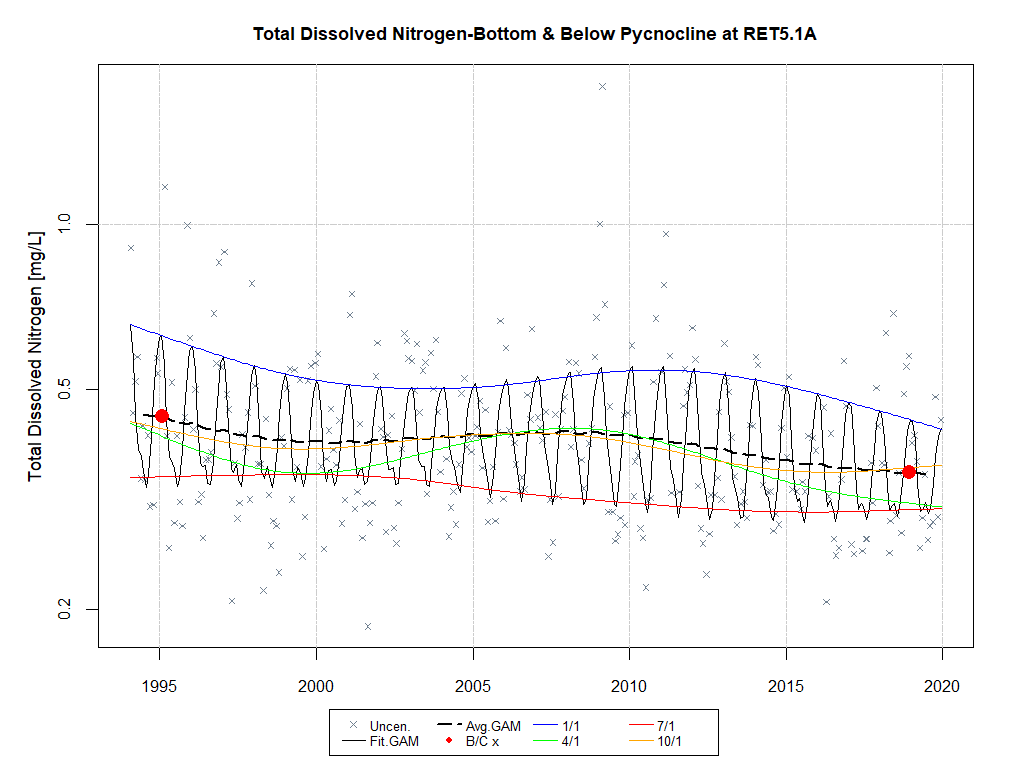 Total Dissolved Nitrogen-Bottom & Below Pycnocline at RET5.1A
Total Dissolved Nitrogen [mg/L]
1.0
0.5
0.2
1995 2000 2005 2010 2015 2020
Uncen. Avg.GAM 1/1 7/1
Fit.GAM B/C x 4/1 10/1